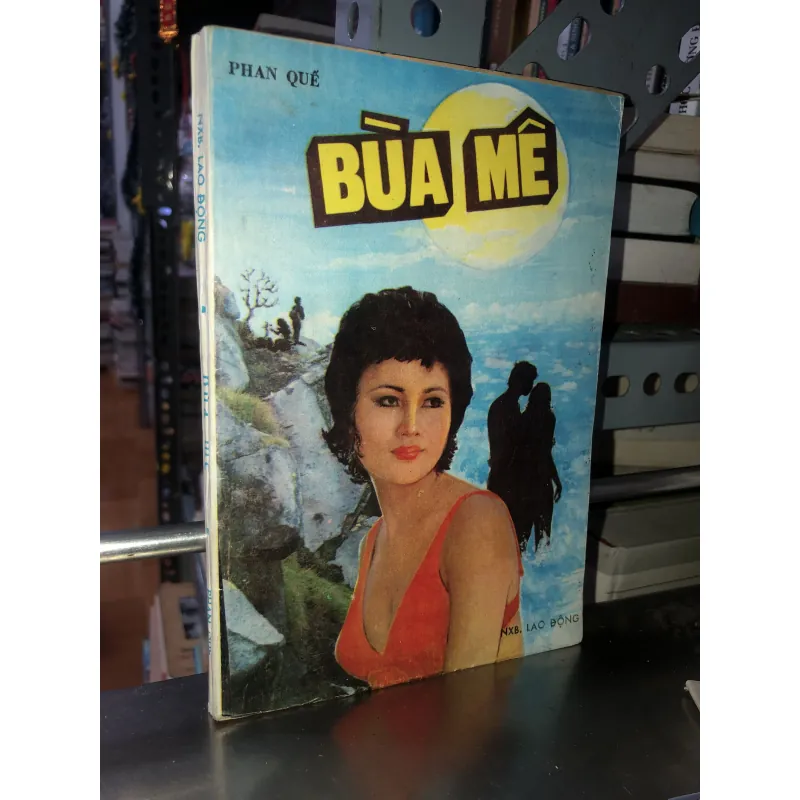 PHAN QUẾ
BÙA MÊ
NXB. LAO ĐỘNG
NXB. LAO ĐỘNG